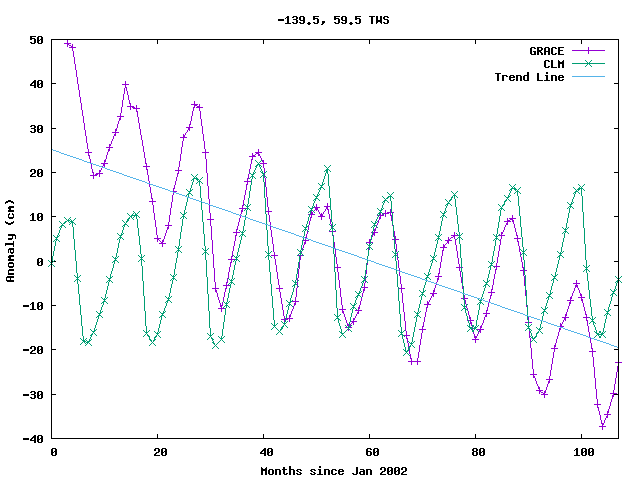 -139.5, 59.5 TWS
50
40
30
20
10
0
-10
-20
-30
-40
Anomaly (cm)
GRACE
CLM
Trend Line
0 20 40 60 80 100
Months since Jan 2002